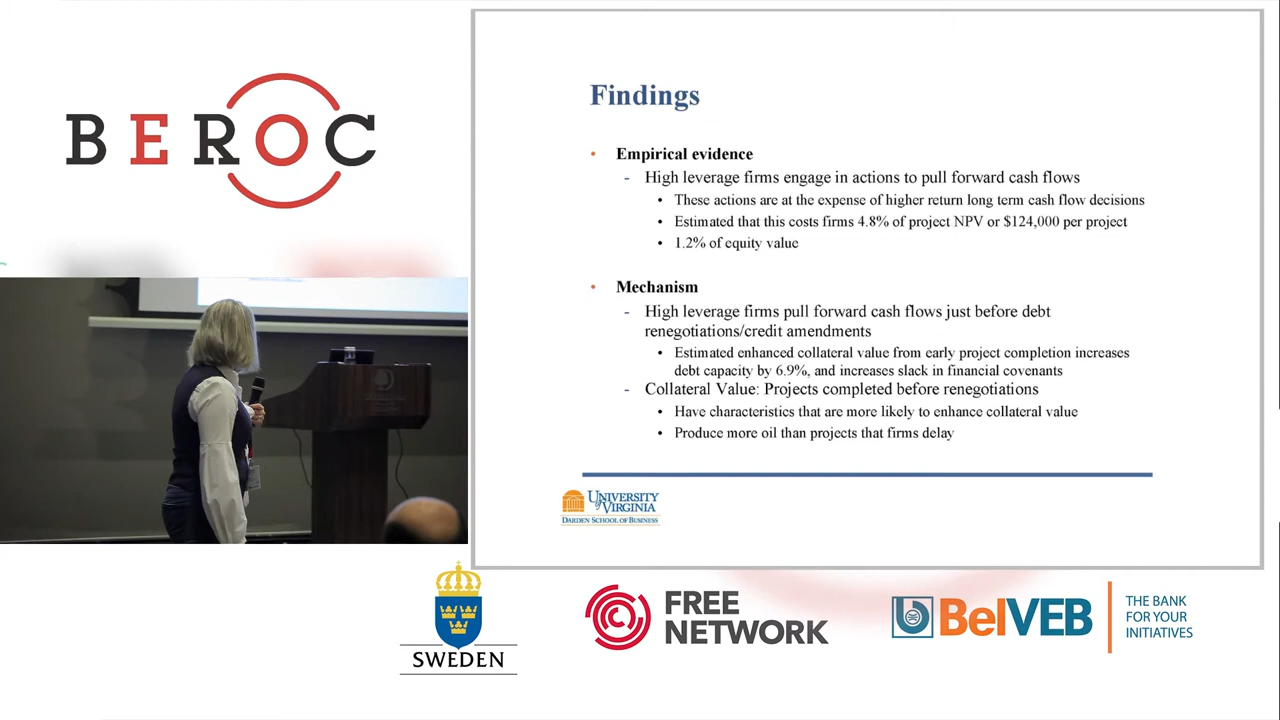 BEROC
Findings
• Empirical evidence
- High leverage firms engage in actions to pull forward cash flows
• These actions are at the expense of higher return long term cash flow decisions
• Estimated that this costs firms 4.8% of project NPV or $124,000 per project
• 1.2% of equity value
• Mechanism
- High leverage firms pull forward cash flows just before debt
renegotiations/credit amendments
• Estimated enhanced collateral value from early project completion increases
debt capacity by 6.9%, and increases slack in financial covenants
- Collateral Value: Projects completed before renegotiations
• Have characteristics that are more likely to enhance collateral value
• Produce more oil than projects that firms delay
UNIVERSITY
of VIRGINIA
DARDEN SCHOOL OF BUSINESS
SWEDEN
FREE
NETWORK
BelVEB
THE BANK
FOR YOUR
INITIATIVES